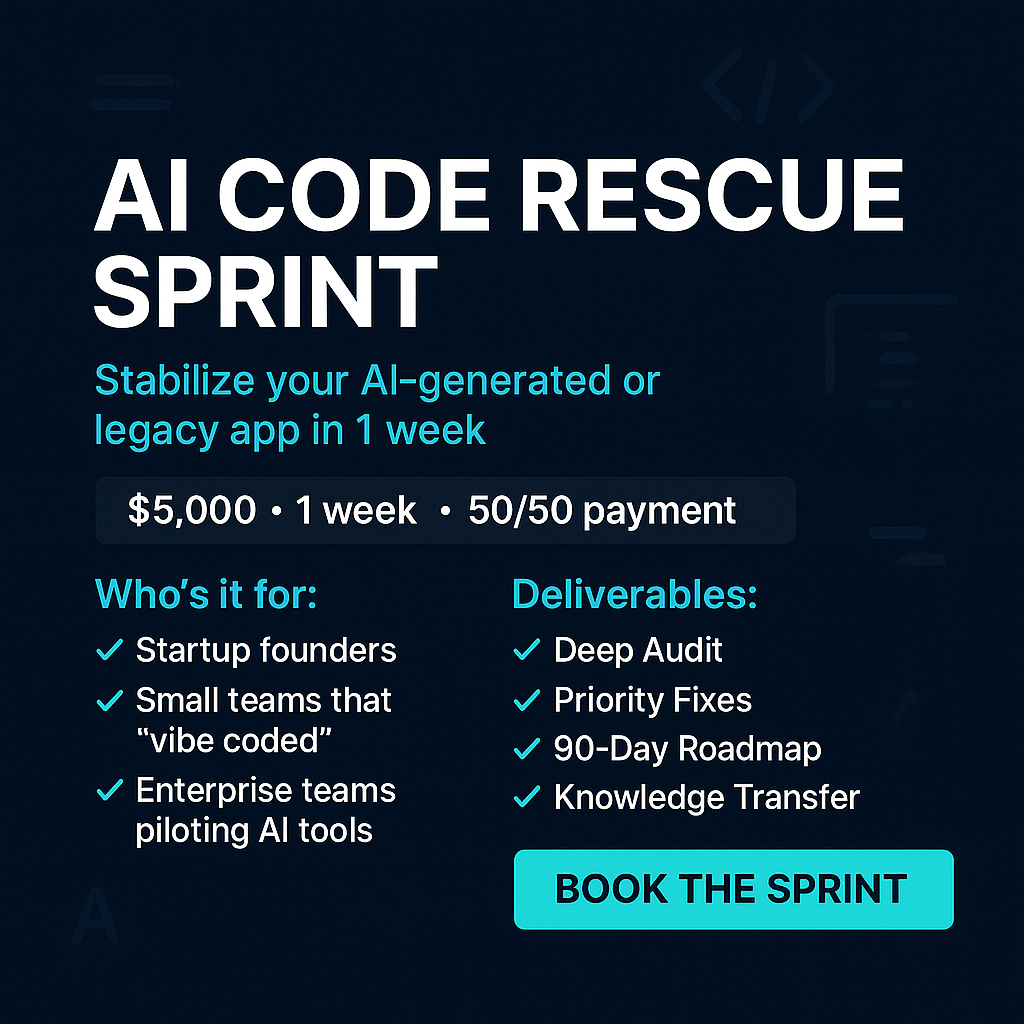 AI CODE RESCUE
SPRINT
Stabilize your AI-generated or
legacy app in 1 week
$5,000 • 1 week • 50/50 payment
Who's it for:
Startup founders
Small teams that
“vibe coded”
Enterprise teams
piloting AI tools
Deliverables:
Deep Audit
Priority Fixes
90-Day Roadmap
Knowledge Transfer
BOOK THE SPRINT
A